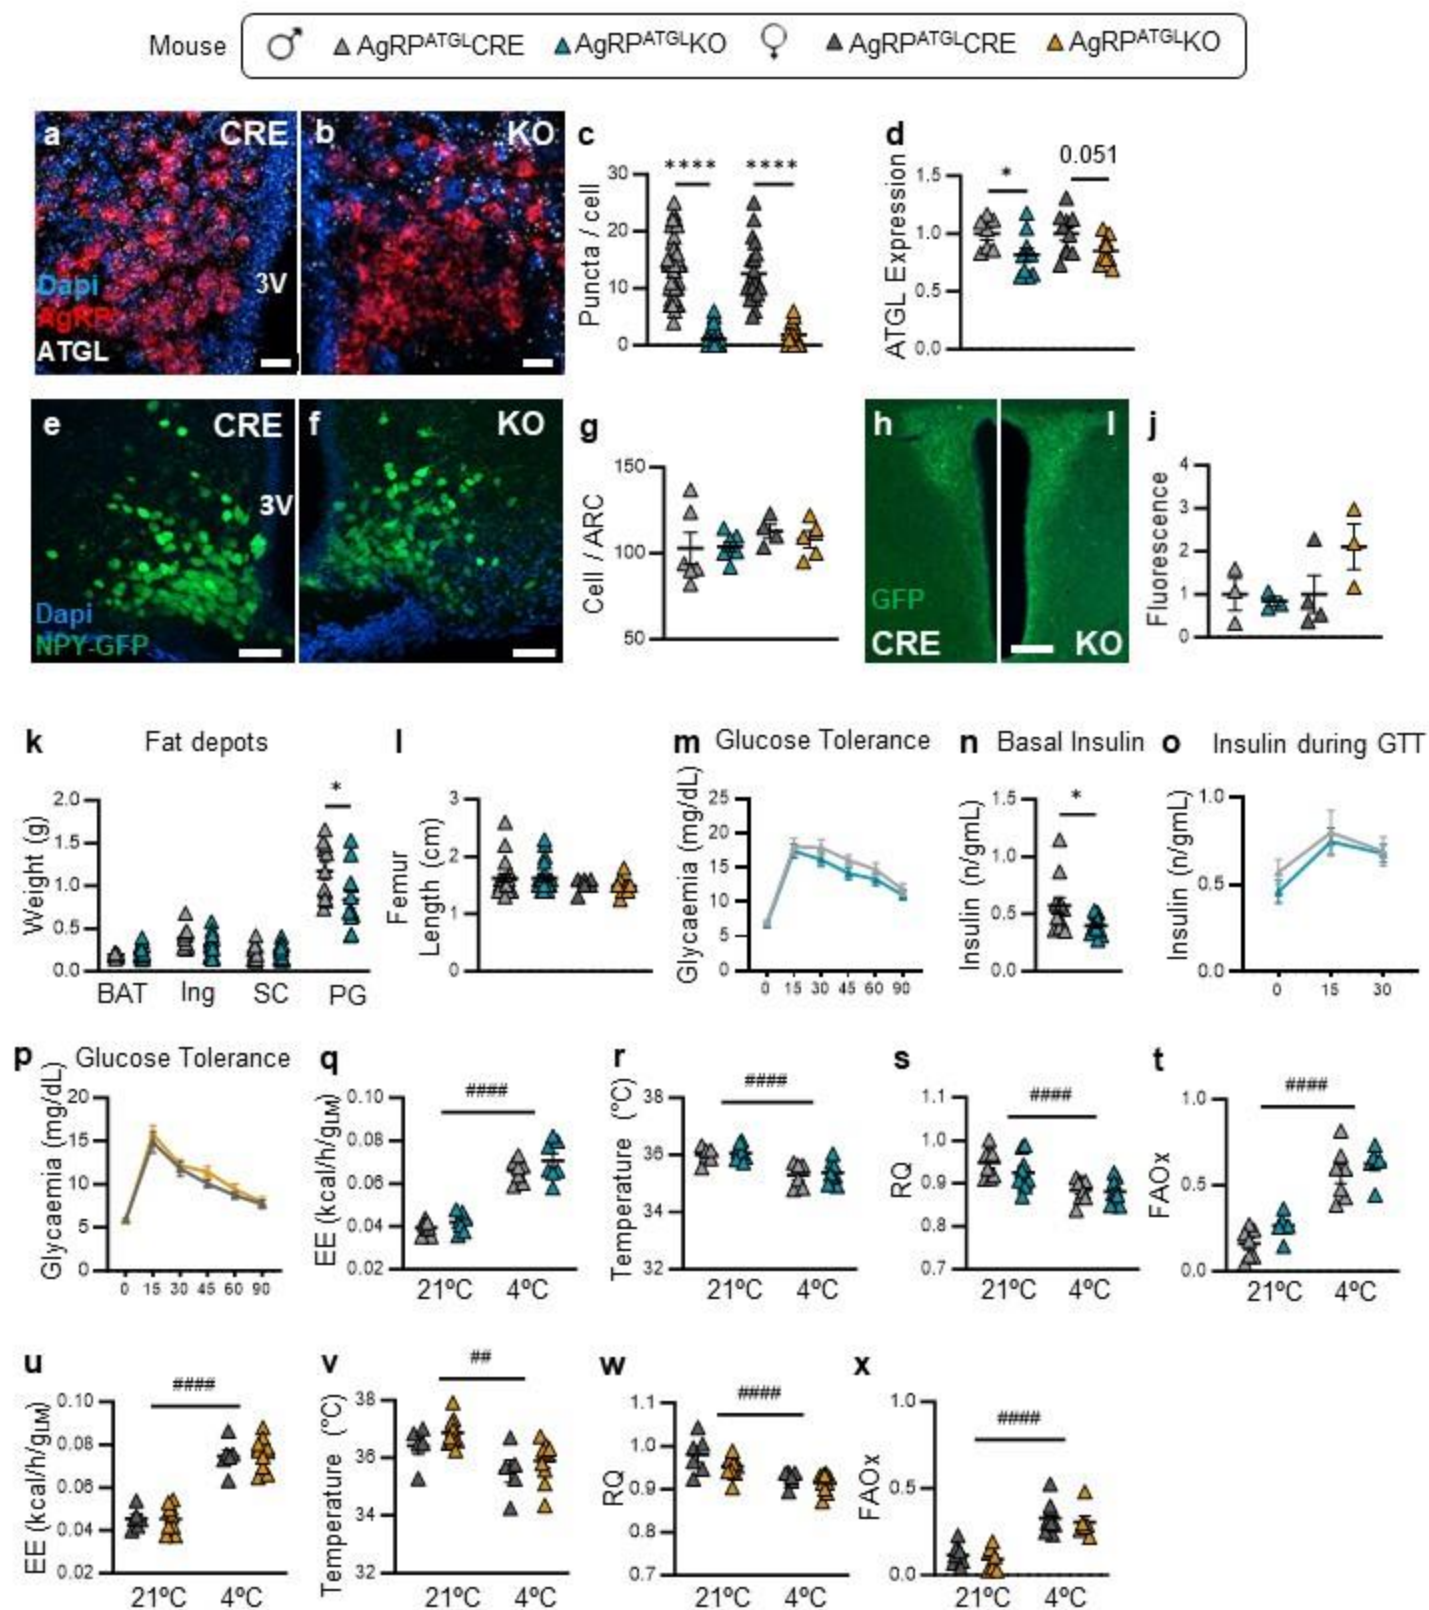 Mouse ♂ AgRPATGLCRE AgRPATGLKO ♀ AgRPATGLCRE AgRPATGLKO
a CRE
b KO
3V
Dapi
AgRP
ATGL
c
**** ****
Puncta / cell
30
20
10
0
d
* 0.051
ATGL Expression
1.5
1.0
0.5
0.0
e CRE
f KO
3V
Dapi
NPY-GFP
g
Cell / ARC
150
100
50
h I
GFP
CRE KO
j
Fluorescence
4
3
2
1
0
k Fat depots
*
Weight (g)
2.0
1.5
1.0
0.5
0.0
BAT Ing SC PG
l
Femur
Length (cm)
3
2
1
0
m Glucose Tolerance
Glycaemia (mg/dL)
25
20
15
10
5
0
0 15 30 45 60 90
n Basal Insulin
*
Insulin (n/gmL)
1.5
1.0
0.5
0.0
o Insulin during GTT
Insulin (n/gmL)
1.0
0.5
0.0
0 15 30
p Glucose Tolerance
Glycaemia (mg/dL)
20
15
10
5
0
0 15 30 45 60 90
q
####
EE (kcal/h/gLM)
0.10
0.08
0.06
0.04
0.02
21ºC 4ºC
r
####
Temperature (°C)
38
36
34
32
21ºC 4ºC
s
####
RQ
1.1
1.0
0.9
0.8
0.7
21ºC 4ºC
t
####
FAOx
1.0
0.5
0.0
21ºC 4ºC
u
####
EE (kcal/h/gLM)
0.10
0.08
0.06
0.04
0.02
21ºC 4ºC
v
##
Temperature (°C)
38
36
34
32
21ºC 4ºC
w
####
RQ
1.1
1.0
0.9
0.8
0.7
21ºC 4ºC
x
####
FAOx
1.0
0.5
0.0
21ºC 4ºC